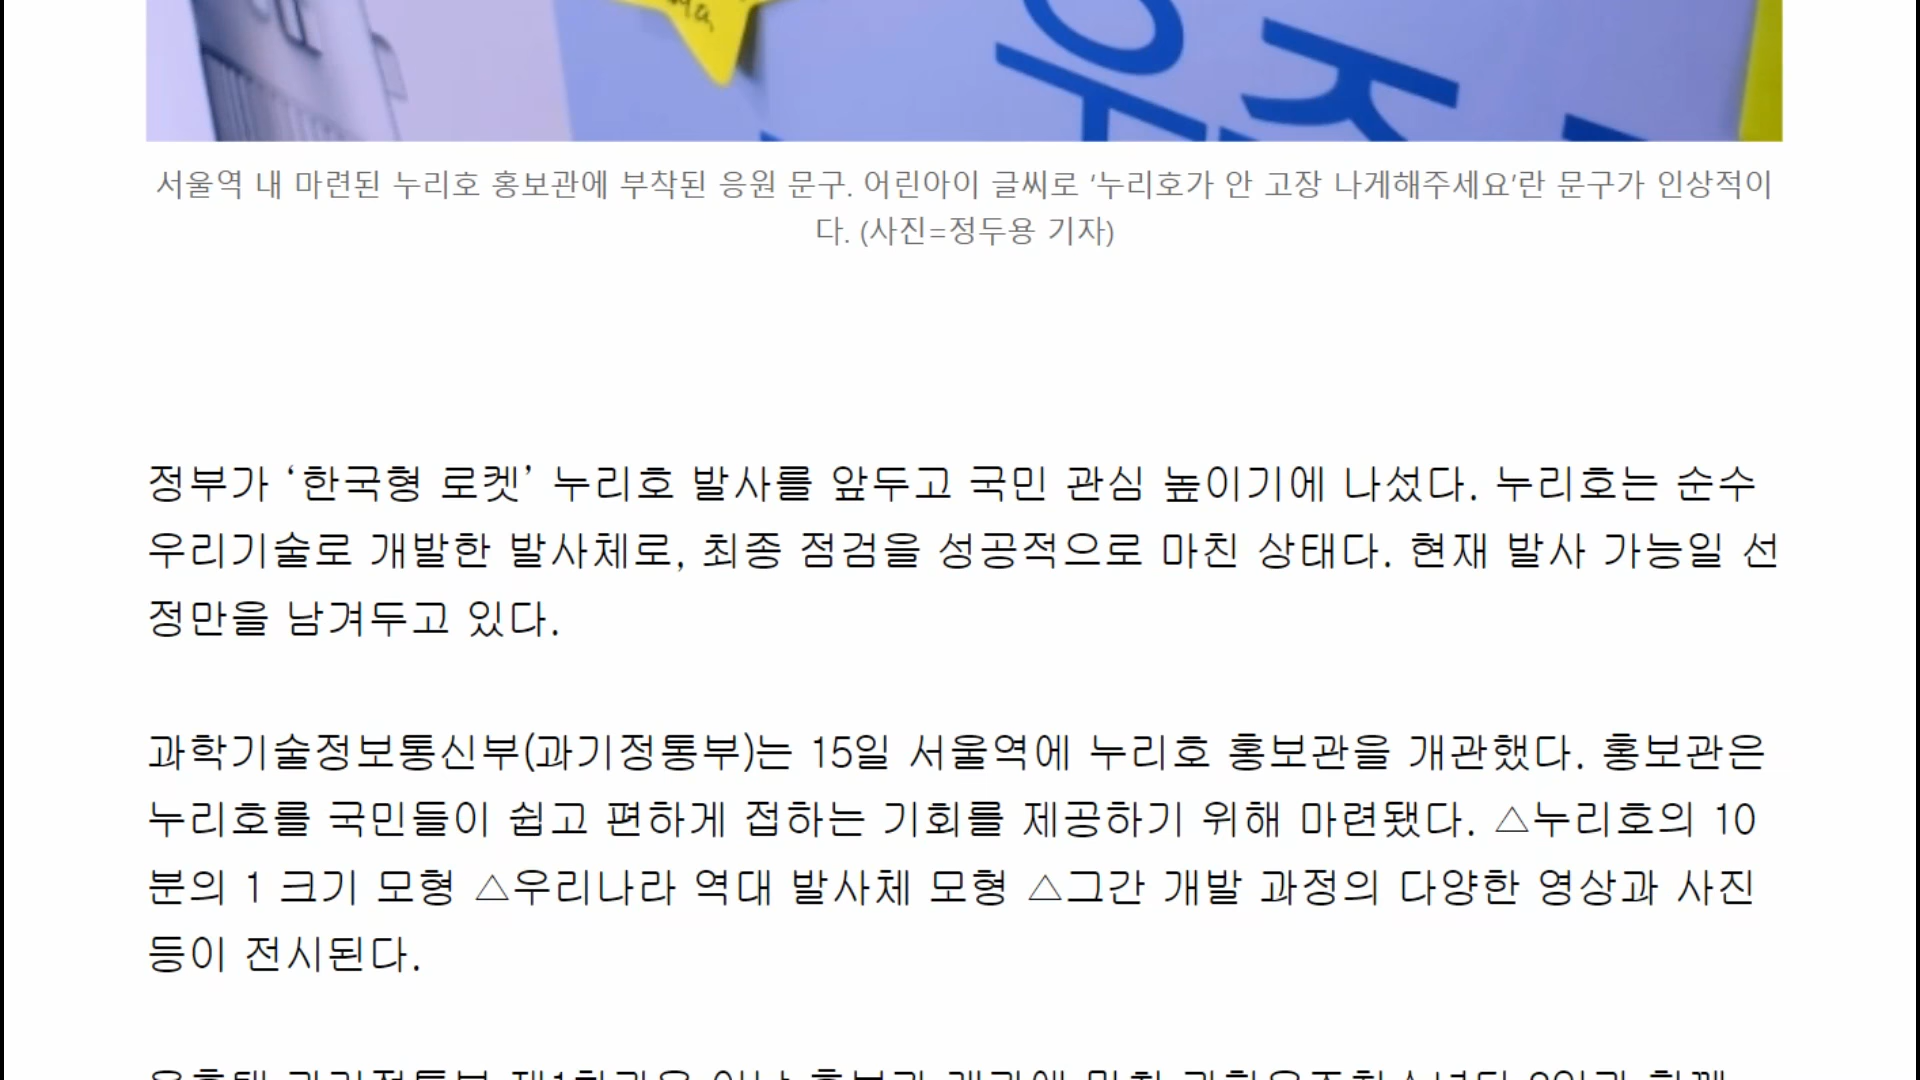 우주
서울역 내 마련된 누리호 홍보관에 부착된 응원 문구. 어린아이 글씨로 ‘누리호가 안 고장 나게해주세요’란 문구가 인상적이
다. (사진=정두용 기자)
정부가 ‘한국형 로켓’ 누리호 발사를 앞두고 국민 관심 높이기에 나섰다. 누리호는 순수
우리기술로 개발한 발사체로, 최종 점검을 성공적으로 마친 상태다. 현재 발사 가능일 선
정만을 남겨두고 있다.
과학기술정보통신부(과기정통부)는 15일 서울역에 누리호 홍보관을 개관했다. 홍보관은
누리호를 국민들이 쉽고 편하게 접하는 기회를 제공하기 위해 마련됐다. △누리호의 10
분의 1 크기 모형 △우리나라 역대 발사체 모형 △그간 개발 과정의 다양한 영상과 사진
등이 전시된다.